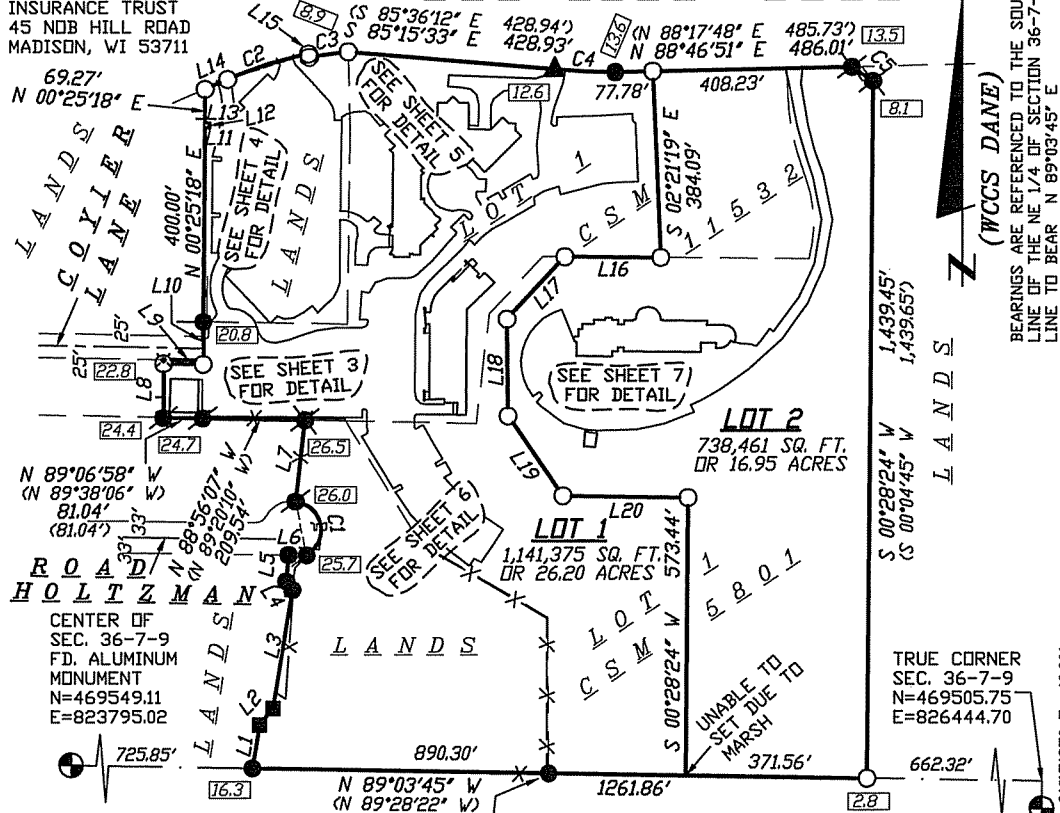 INSURANCE TRUST
45 NOB HILL ROAD
MADISON, WI 53711
L15
8.9
(S 85°36'12" E 428.94')
S 85°15'33" E 428.93'
13.6
(N 88°17'48" E 485.73')
N 88°46'51" E 486.01'
13.5
C5
8.1
69.27'
N 00°25'18" E
L14
C2
C3
C4
12.6
77.78'
408.23'
L13
L12
L11
SEE SHEET 5
FOR DETAIL
SEE SHEET 4
FOR DETAIL
LANDS
LANDS
COYIER
LANE
400.00'
N 00°25'18" E
LOT 1
CSM 11532
S 02°21'19" E
384.09'
(WCCS DANE)
BEARINGS ARE REFERENCED TO THE SOU
LINE OF THE NE 1/4 OF SECTION 36-7-
LINE TO BEAR N 89°03'45" E
N
L10
L9
25'
25'
20.8
22.8
L8
SEE SHEET 3
FOR DETAIL
L16
L17
L18
L19
L20
SEE SHEET 7
FOR DETAIL
1,439.45'
1,439.65')
S 00°28'24" W
(S 00°04'45" W
LANDS
LOT 2
738,461 SQ. FT.
OR 16.95 ACRES
24.4
24.7
26.5
N 89°06'58" W
(N 89°38'06" W)
81.04'
(81.04')
N 88°56'07" W
(N 89°20'10" W)
209.54'
L7
26.0
C1
33'
33'
L6
L5
25.7
L4
ROAD
HOLTZMAN
SEE SHEET 6
FOR DETAIL
LOT 1
1,141,375 SQ. FT.
OR 26.20 ACRES
573.44'
S 00°28'24" W
LOT 1
CSM 5801
CENTER OF
SEC. 36-7-9
FD. ALUMINUM
MONUMENT
N=469549.11
E=823795.02
LANDS
L3
L2
L1
LANDS
UNABLE TO
SET DUE TO
MARSH
TRUE CORNER
SEC. 36-7-9
N=469505.75
E=826444.70
725.85'
890.30'
371.56'
662.32'
16.3
N 89°03'45" W
(N 89°28'22" W)
1261.86'
2.8